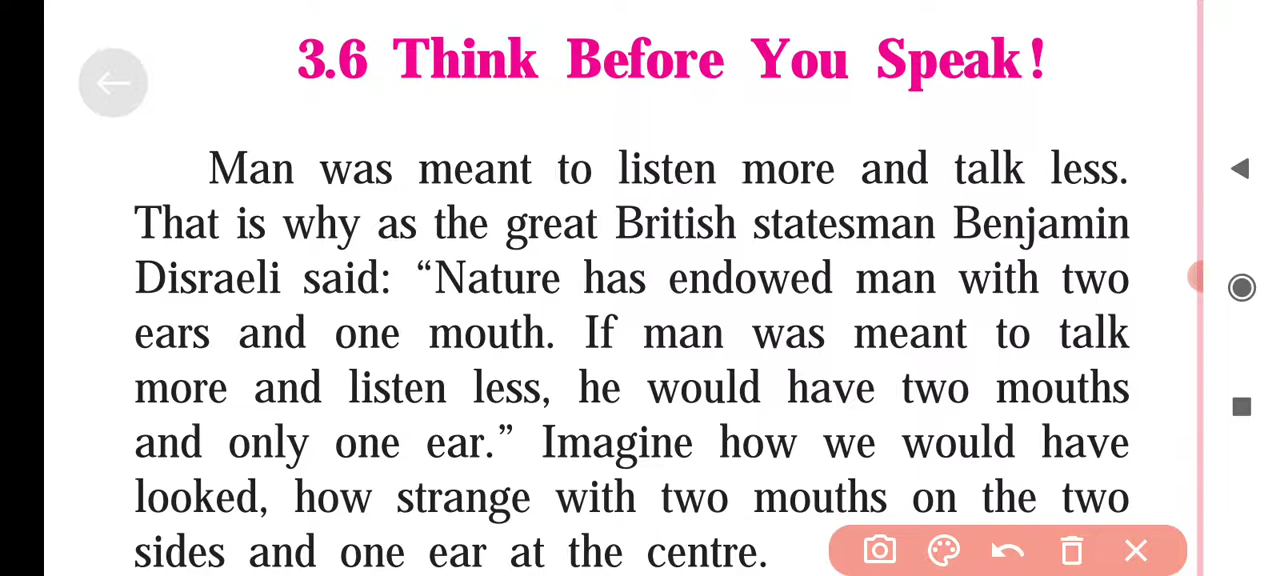 3.6 Think Before You Speak!
Man was meant to listen more and talk less.
That is why as the great British statesman Benjamin
Disraeli said: “Nature has endowed man with two
ears and one mouth. If man was meant to talk
more and listen less, he would have two mouths
and only one ear.” Imagine how we would have
looked, how strange with two mouths on the two
sides and one ear at the centre.